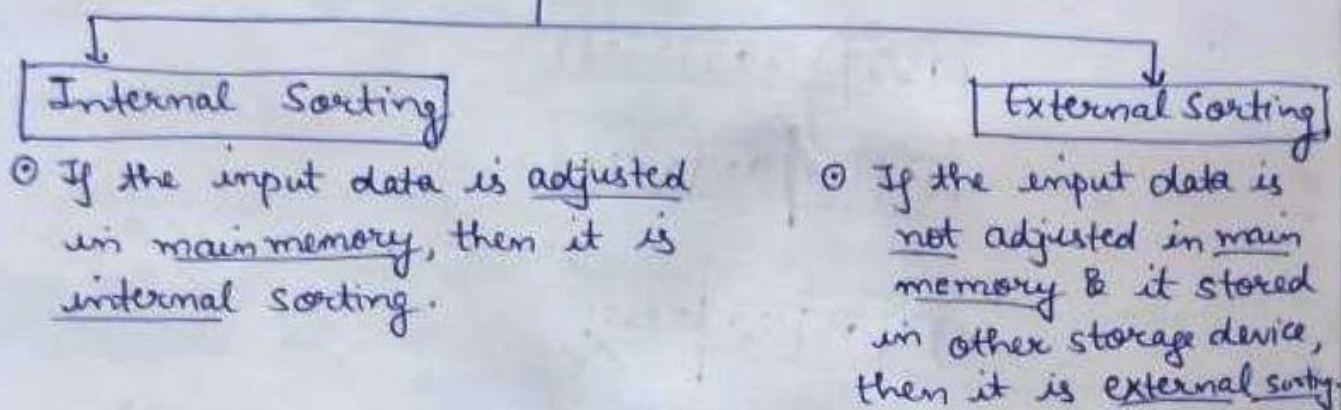 Internal Sorting
⊙ If the input data is adjusted
in main memory, then it is
internal sorting.
External Sorting
⊙ If the input data is
not adjusted in main
memory & it stored
in other storage device,
then it is external sorting.